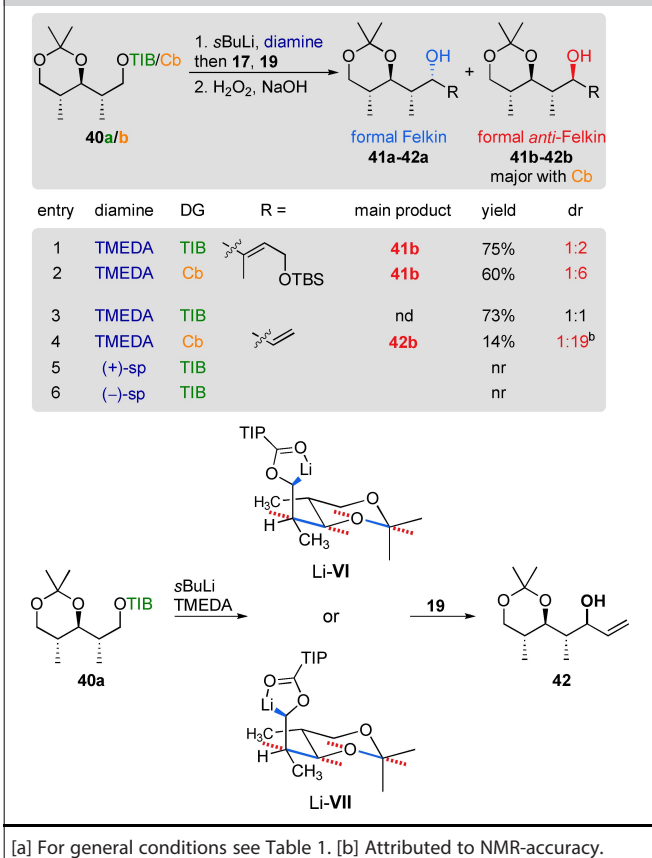 O O OTIB/Cb
40a/b
1. sBuLi, diamine
then 17, 19
2. H₂O₂, NaOH
O O OH
R
formal Felkin
41a-42a
+
O O OH
R
formal anti-Felkin
41b-42b
major with Cb
entry diamine DG R = main product yield dr
1 TMEDA TIB 41b 75% 1:2
2 TMEDA Cb 41b 60% 1:6
OTBS
3 TMEDA TIB nd 73% 1:1
4 TMEDA Cb 42b 14% 1:19ᵇ
5 (+)-sp TIB nr
6 (−)-sp TIB nr
TIP
O
O Li
H₃C O
O
H
CH₃
Li-VI
O O OTIB
40a
sBuLi
TMEDA
or
19
O O OH
42
TIP
O
Li O
H₃C O
O
H
CH₃
Li-VII
[a] For general conditions see Table 1. [b] Attributed to NMR-accuracy.